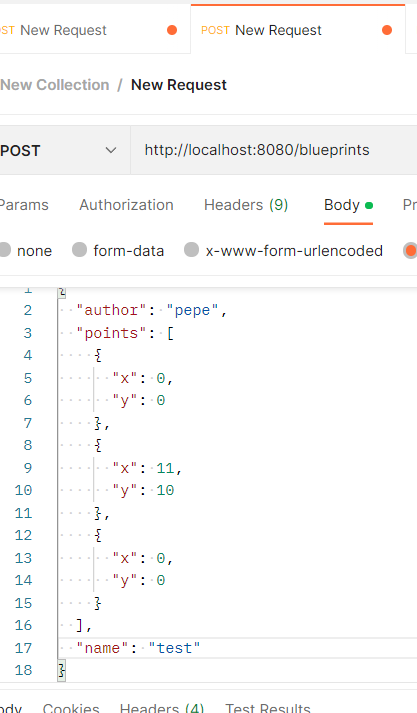 ST New Request
POST New Request
New Collection / New Request
POST
http://localhost:8080/blueprints
Params Authorization Headers (9) Body Pr
none form-data x-www-form-urlencoded
1 {
2 "author": "pepe",
3 "points": [
4 {
5 "x": 0,
6 "y": 0
7 },
8 {
9 "x": 11,
10 "y": 10
11 },
12 {
13 "x": 0,
14 "y": 0
15 }
16 ],
17 "name": "test"
18 }
ody Cookies Headers (4) Test Results